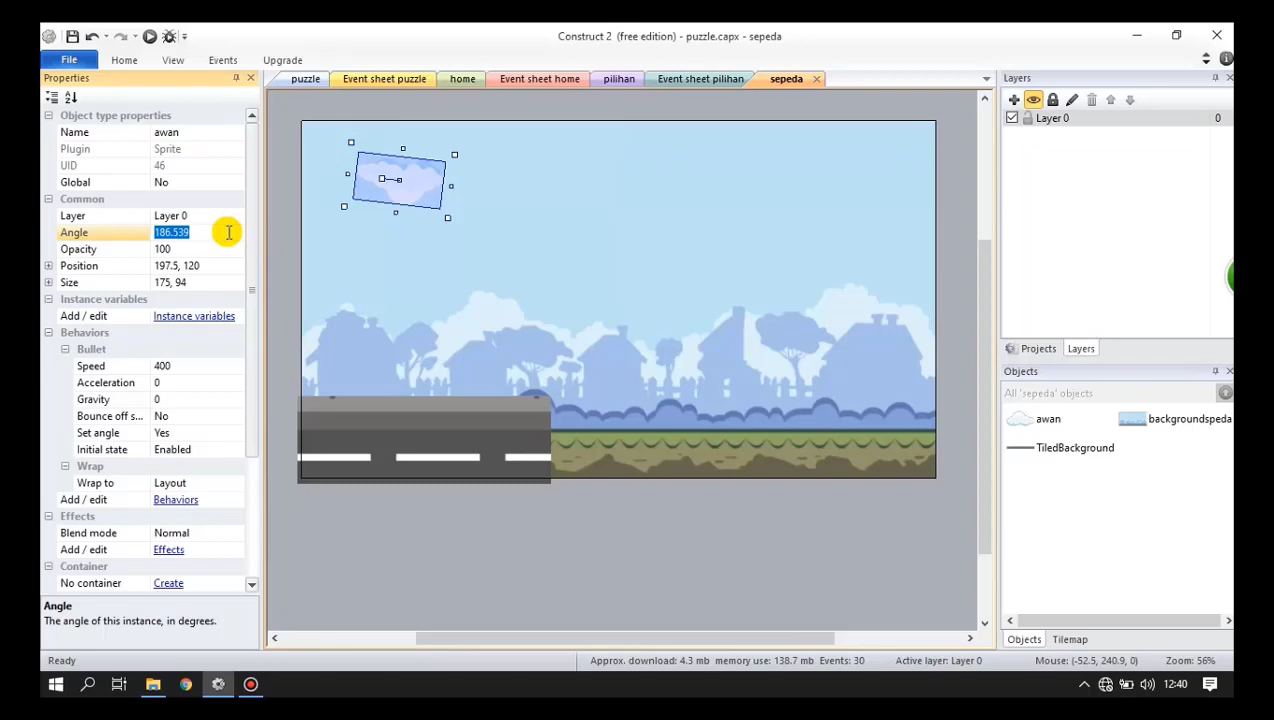 Construct 2 (free edition) - puzzle.capx - sepeda
File Home View Events Upgrade
Properties
puzzle Event sheet puzzle home Event sheet home pilihan Event sheet pilihan sepeda
Object type properties
Name awan
Plugin Sprite
UID 46
Global No
Common
Layer Layer 0
Angle 186.539
Opacity 100
Position 197.5, 120
Size 175, 94
Instance variables
Add / edit Instance variables
Behaviors
Bullet
Speed 400
Acceleration 0
Gravity 0
Bounce off s... No
Set angle Yes
Initial state Enabled
Wrap
Wrap to Layout
Add / edit Behaviors
Effects
Blend mode Normal
Add / edit Effects
Container
No container Create
Angle
The angle of this instance, in degrees.
Layers
Layer 0 0
Projects Layers
Objects
All 'sepeda' objects
awan backgroundspeda
TiledBackground
Objects Tilemap
Ready Approx. download: 4.3 mb memory use: 138.7 mb Events: 30 Active layer: Layer 0 Mouse: (-52.5, 240.9, 0) Zoom: 56%
12:40